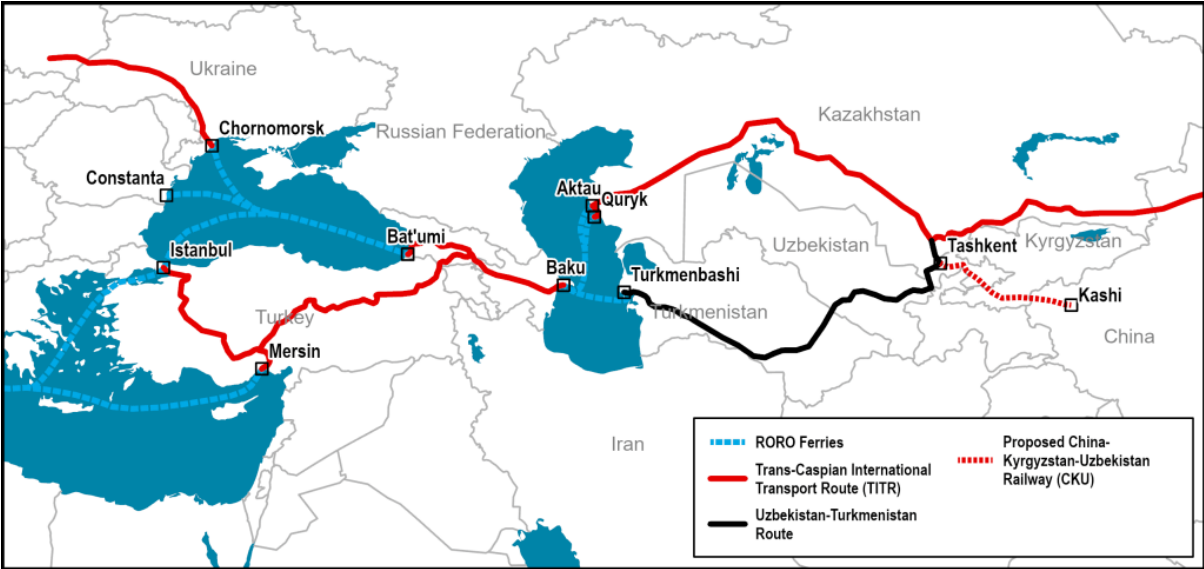 Ukraine
Chornomorsk
Russian Federation
Kazakhstan
Constanta
Aktau
Quryk
Istanbul
Bat'umi
Uzbekistan
Tashkent
Kyrgyzstan
Baku
Turkmenbashi
Kashi
Turkey
Turkmenistan
China
Mersin
Iran
RORO Ferries
Trans-Caspian International
Transport Route (TITR)
Uzbekistan-Turkmenistan
Route
Proposed China-
Kyrgyzstan-Uzbekistan
Railway (CKU)